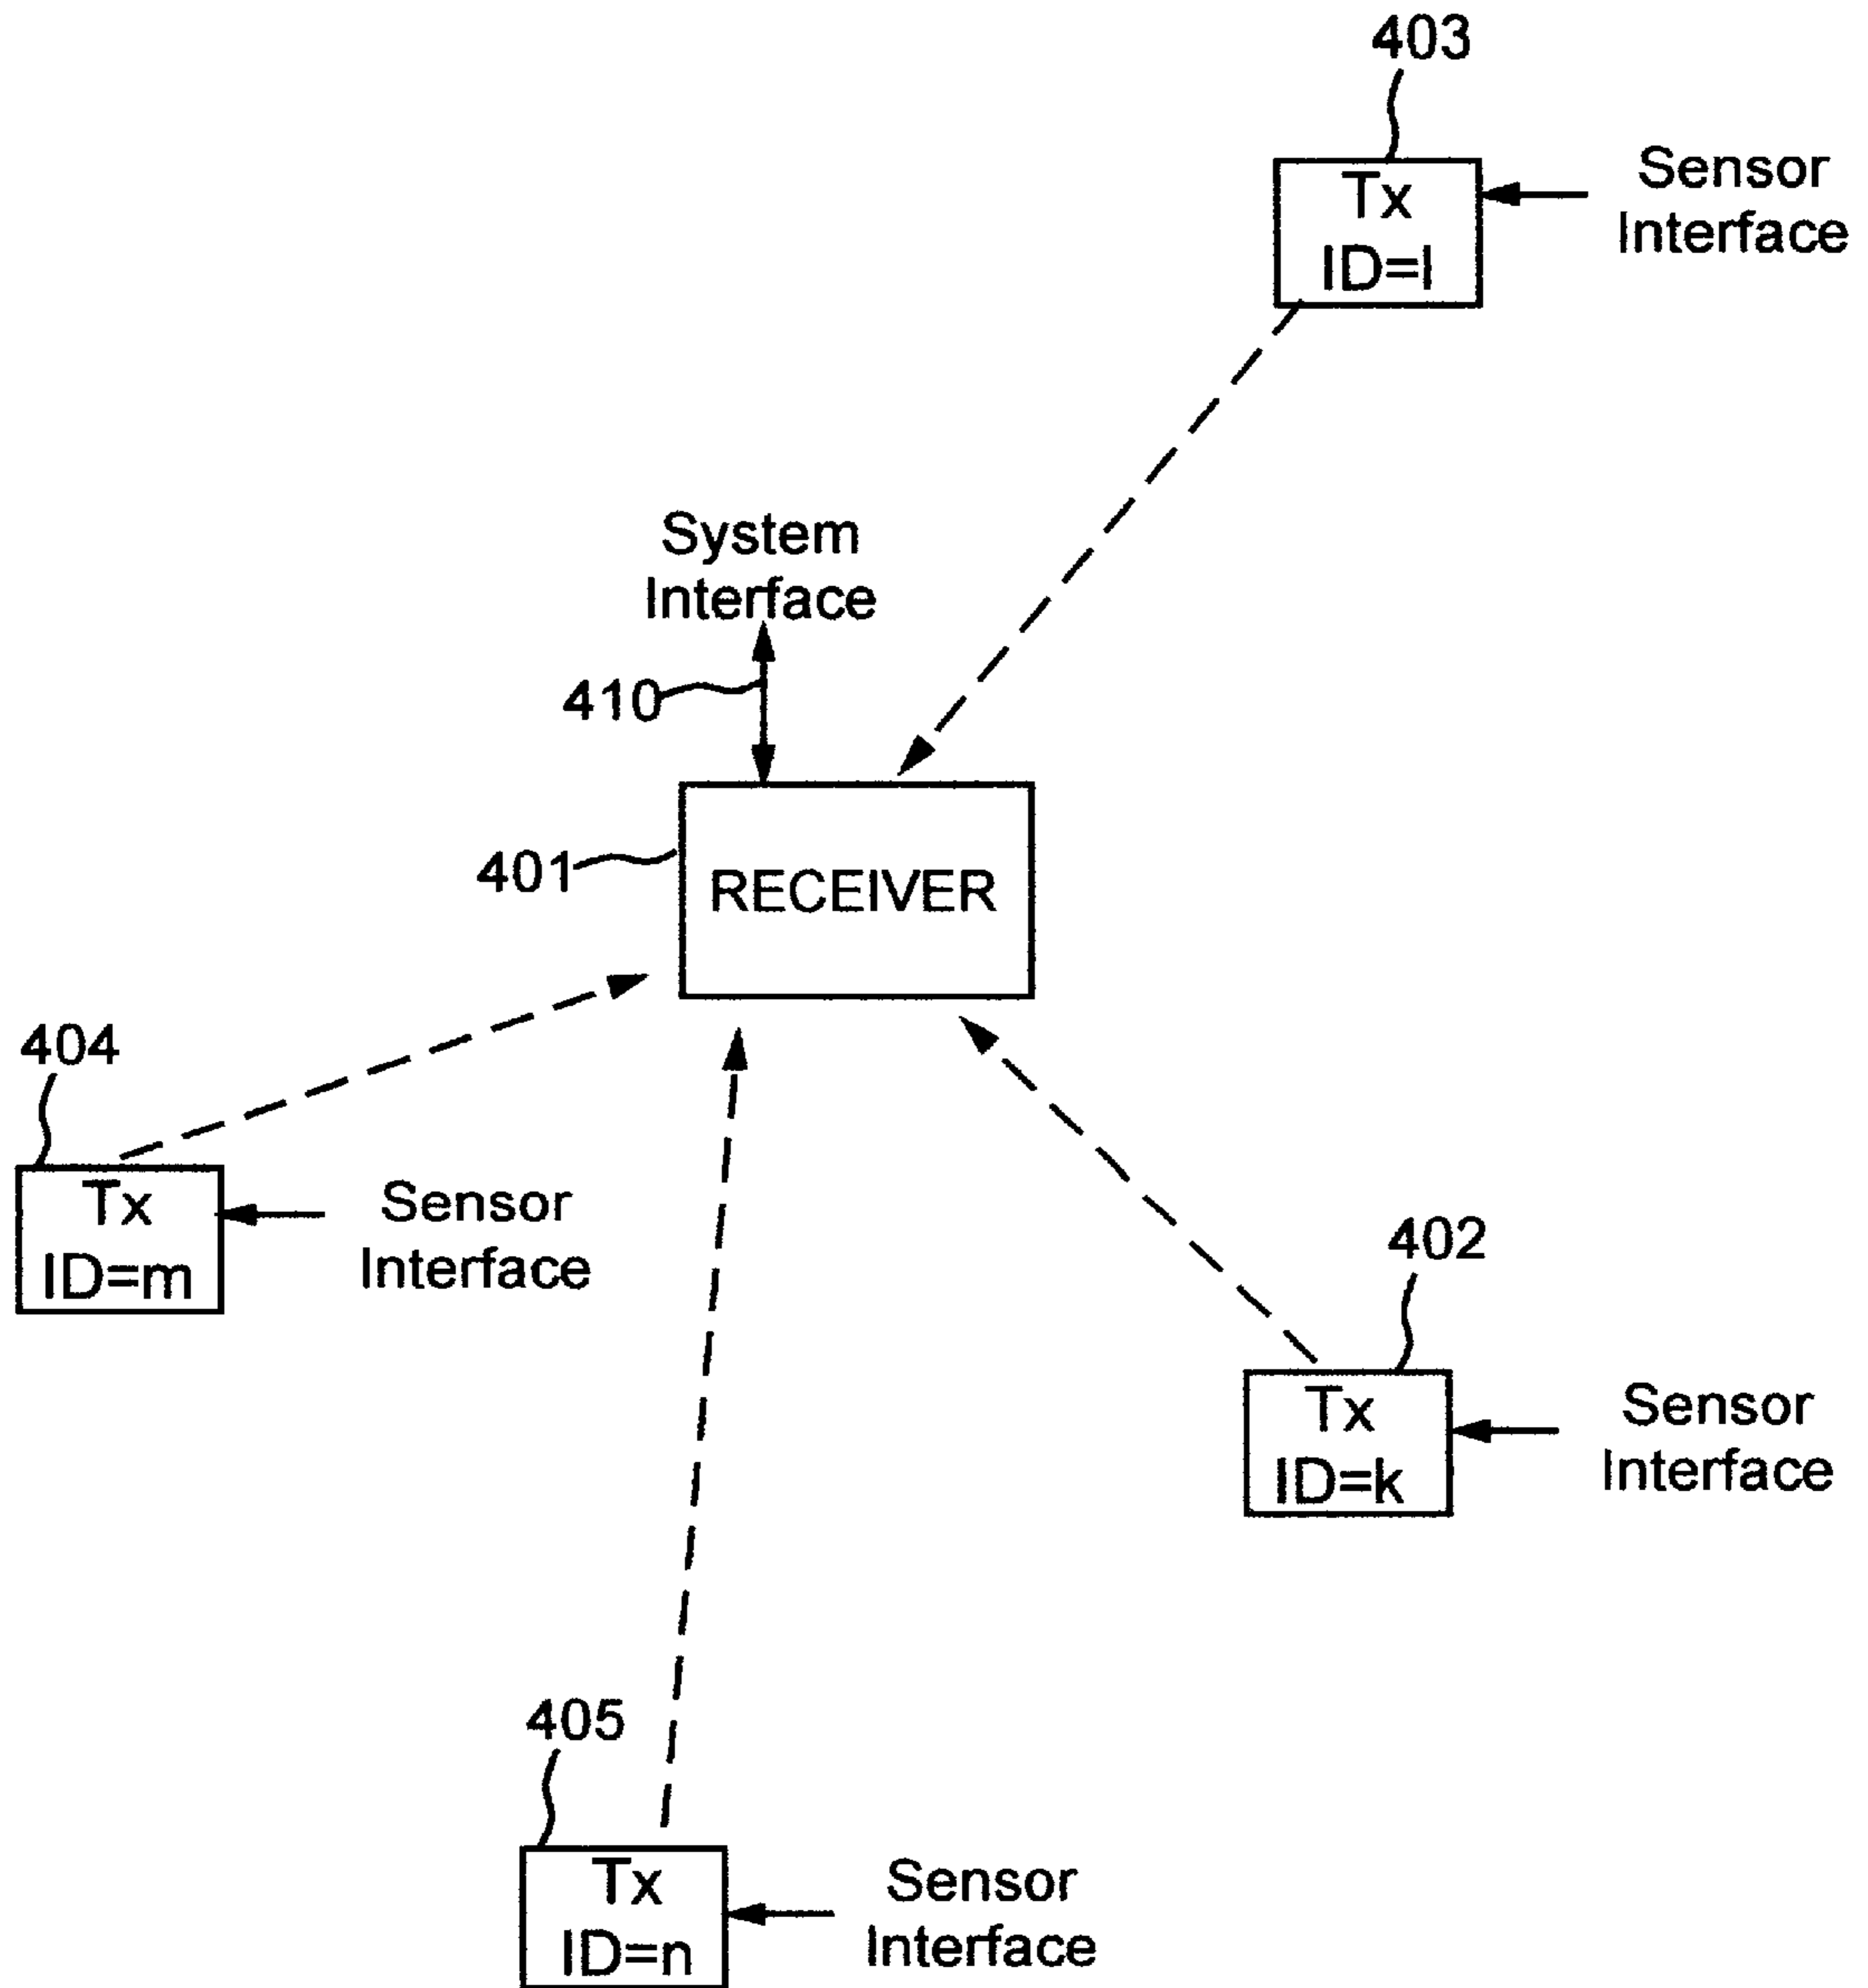 403
Tx
ID=l
Sensor
Interface
System
Interface
410
401
RECEIVER
404
Tx
ID=m
Sensor
Interface
402
Tx
ID=k
Sensor
Interface
405
Tx
ID=n
Sensor
Interface